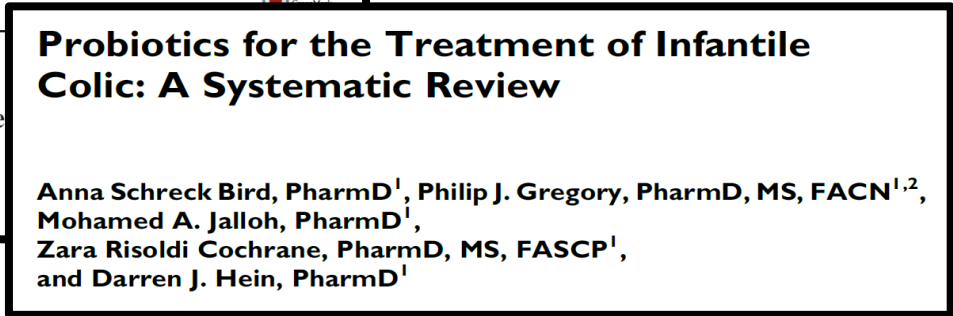 Probiotics for the Treatment of Infantile
Colic: A Systematic Review
Anna Schreck Bird, PharmD¹, Philip J. Gregory, PharmD, MS, FACN¹,²,
Mohamed A. Jalloh, PharmD¹,
Zara Risoldi Cochrane, PharmD, MS, FASCP¹,
and Darren J. Hein, PharmD¹